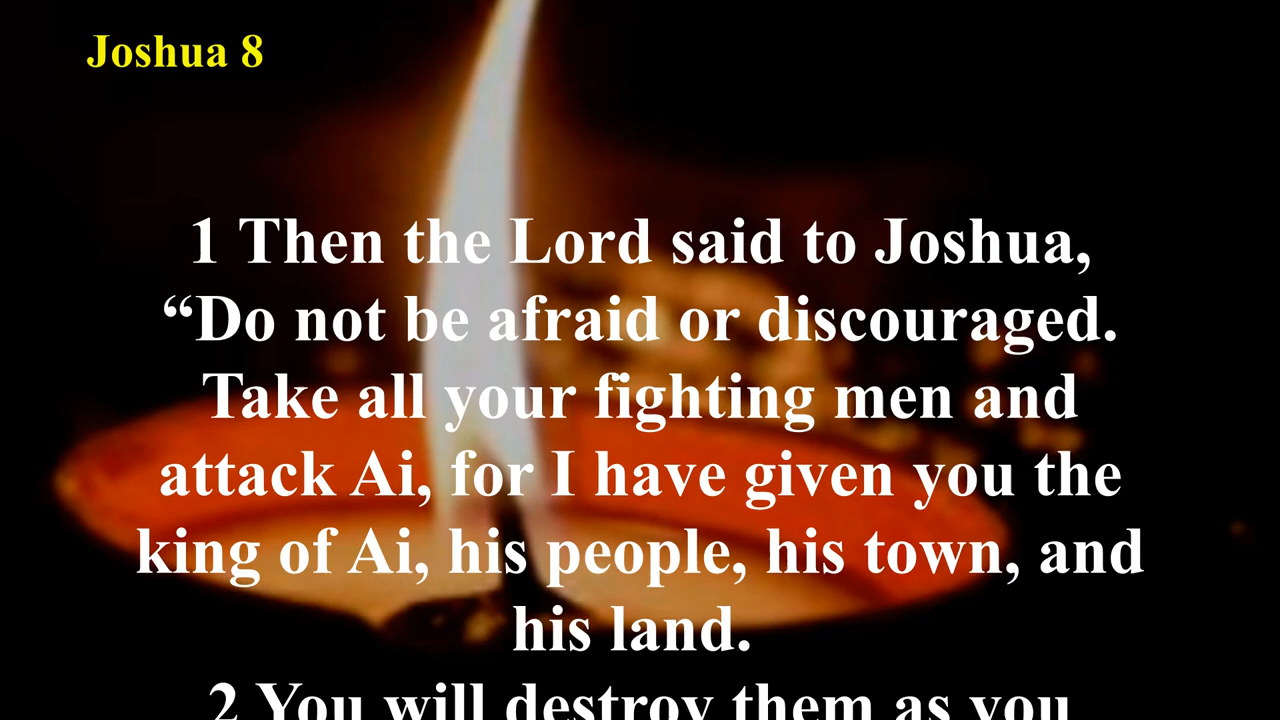 Joshua 8
1 Then the Lord said to Joshua,
“Do not be afraid or discouraged.
Take all your fighting men and
attack Ai, for I have given you the
king of Ai, his people, his town, and
his land.
2 You will destroy them as you